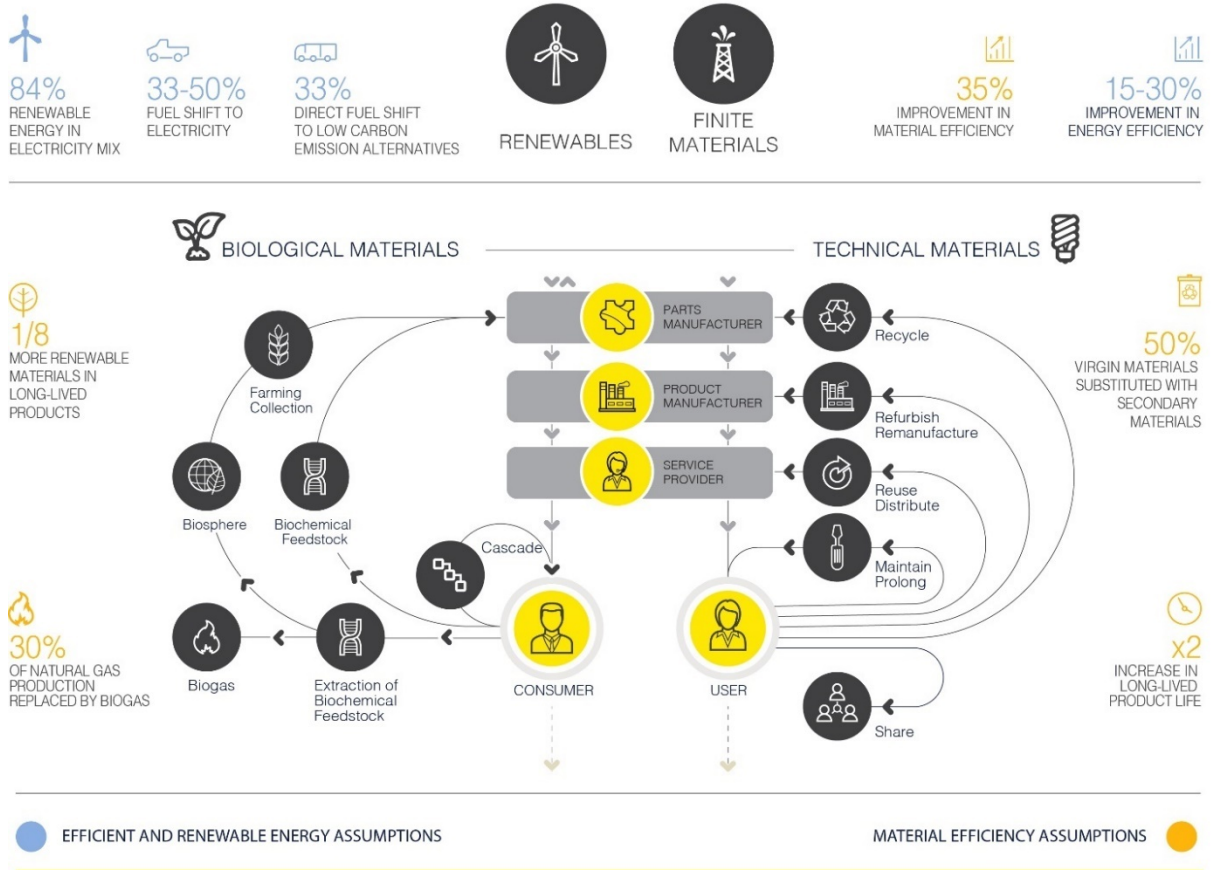 84%
RENEWABLE
ENERGY IN
ELECTRICITY MIX
33-50%
FUEL SHIFT TO
ELECTRICITY
33%
DIRECT FUEL SHIFT
TO LOW CARBON
EMISSION ALTERNATIVES
RENEWABLES
FINITE
MATERIALS
35%
IMPROVEMENT IN
MATERIAL EFFICIENCY
15-30%
IMPROVEMENT IN
ENERGY EFFICIENCY
BIOLOGICAL MATERIALS
TECHNICAL MATERIALS
1/8
MORE RENEWABLE
MATERIALS IN
LONG-LIVED
PRODUCTS
Farming
Collection
Biosphere
Biochemical
Feedstock
Cascade
PARTS
MANUFACTURER
PRODUCT
MANUFACTURER
SERVICE
PROVIDER
Recycle
Refurbish
Remanufacture
Reuse
Distribute
Maintain
Prolong
50%
VIRGIN MATERIALS
SUBSTITUTED WITH
SECONDARY
MATERIALS
30%
OF NATURAL GAS
PRODUCTION
REPLACED BY BIOGAS
Biogas
Extraction of
Biochemical
Feedstock
CONSUMER
USER
Share
x2
INCREASE IN
LONG-LIVED
PRODUCT LIFE
EFFICIENT AND RENEWABLE ENERGY ASSUMPTIONS
MATERIAL EFFICIENCY ASSUMPTIONS